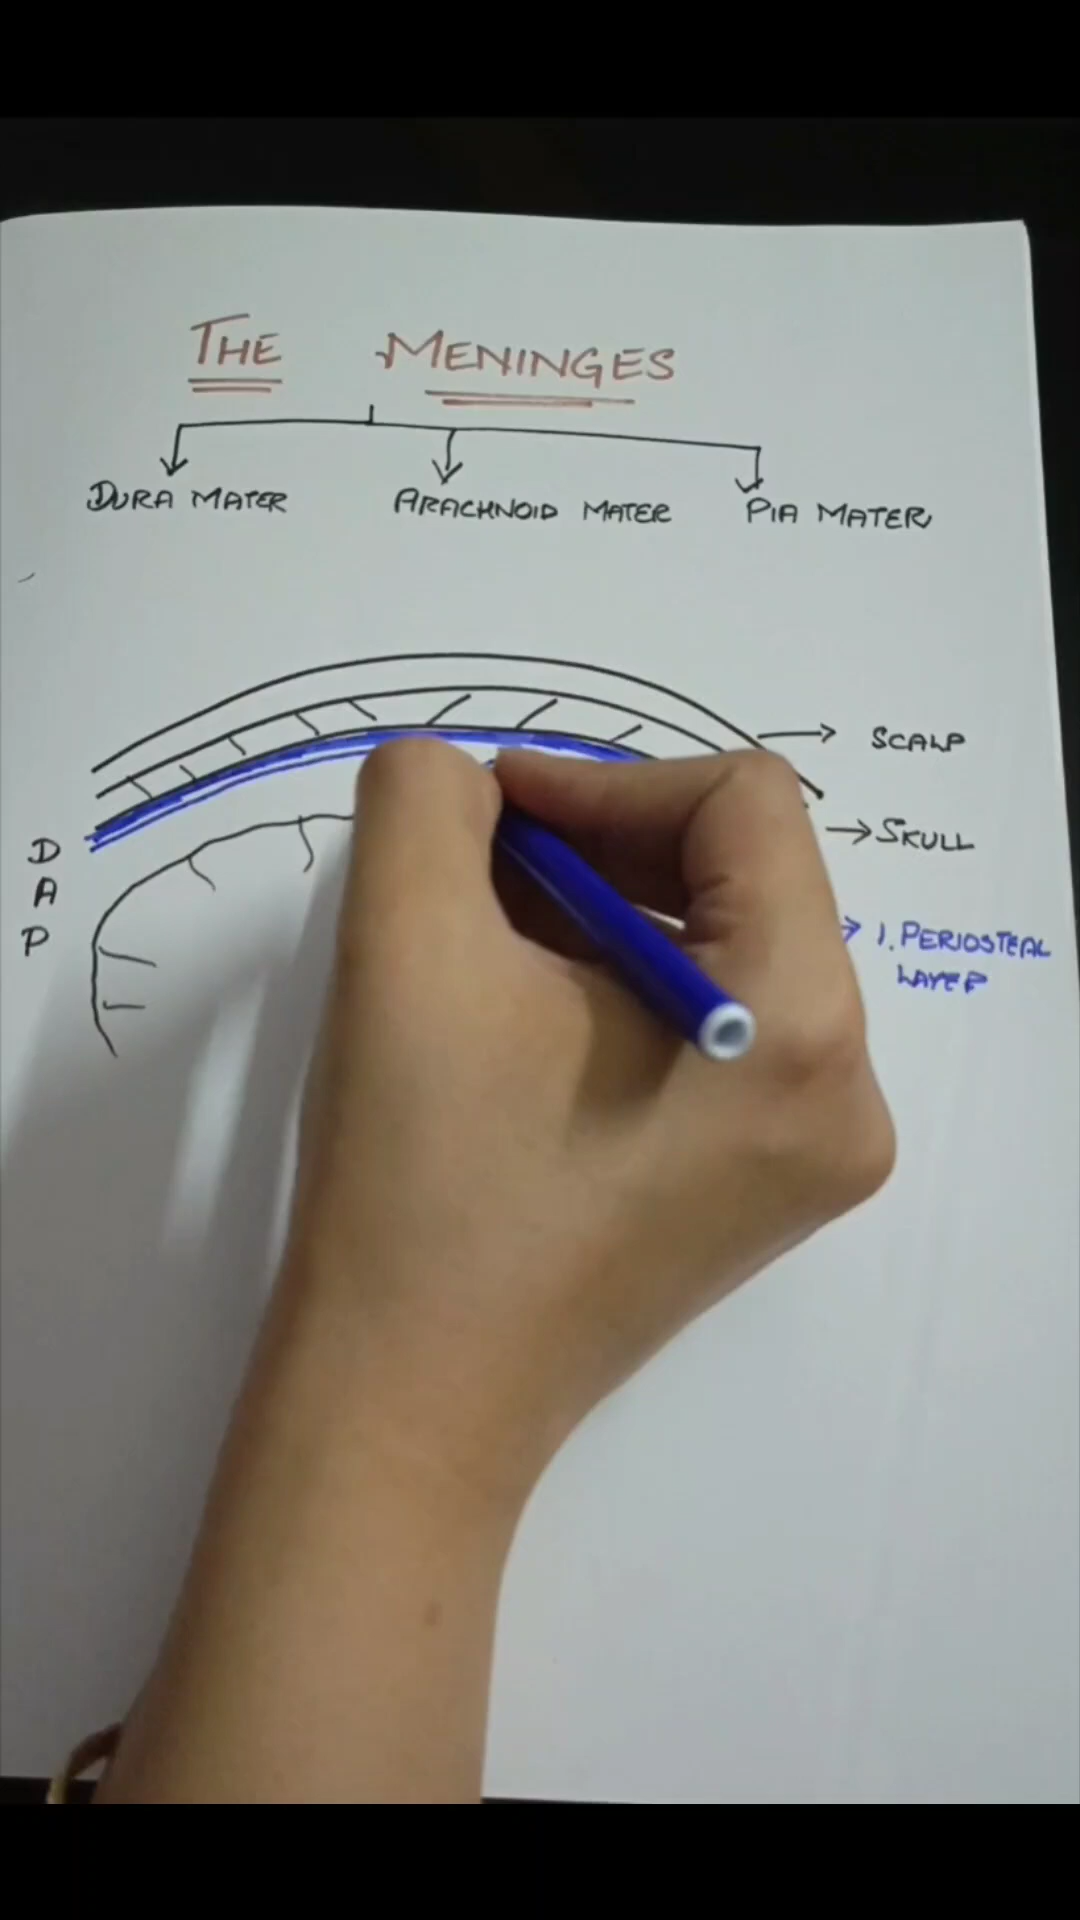 THE MENINGES
DURA MATER ARACHNOID MATER PIA MATER
SCALP
SKULL
D
A
P
1. PERIOSTEAL
LAYER